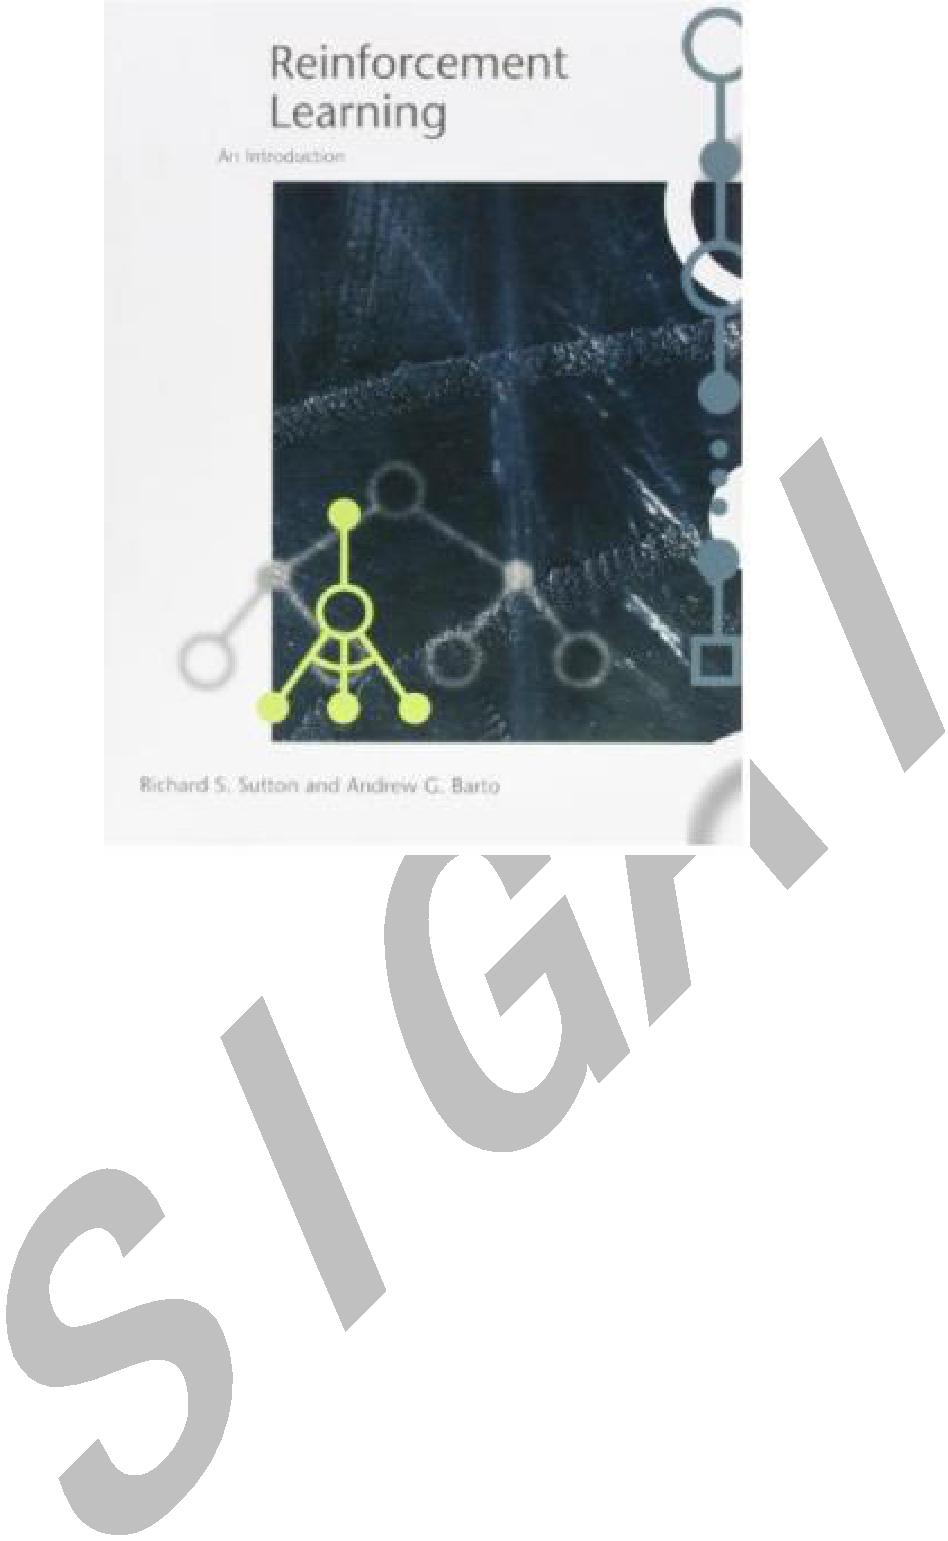 Reinforcement
Learning
An Introduction
Richard S. Sutton and Andrew G. Barto
SIGAI